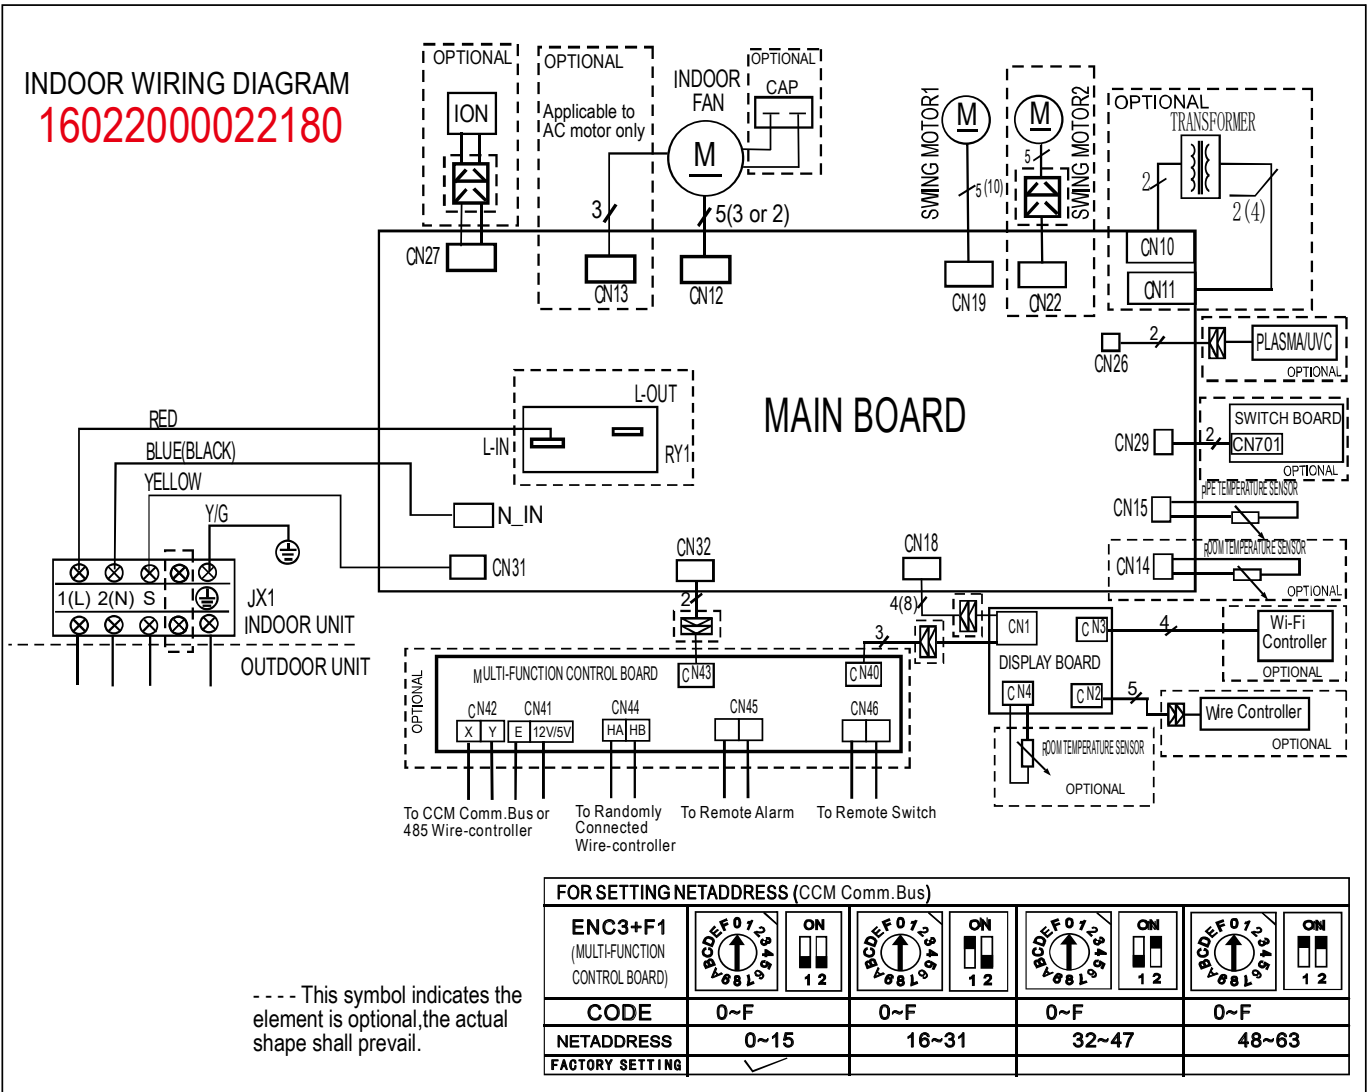 INDOOR WIRING DIAGRAM
16022000022180
OPTIONAL
ION
CN27
OPTIONAL
Applicable to
AC motor only
3
CN13
INDOOR
FAN
M
5(3 or 2)
CN12
OPTIONAL
CAP
SWING MOTOR1
M
5(10)
CN19
M
5
SWING MOTOR2
CN22
OPTIONAL
TRANSFORMER
2
2(4)
CN10
CN11
CN26
2
PLASMA/UVC
OPTIONAL
MAIN BOARD
L-OUT
L-IN
RY1
CN29
2
SWITCH BOARD
CN701
OPTIONAL
PIPE TEMPERATURE SENSOR
CN15
ROOM TEMPERATURE SENSOR
CN14
OPTIONAL
RED
BLUE(BLACK)
YELLOW
Y/G
N_IN
CN31
1(L) 2(N) S
JX1
INDOOR UNIT
OUTDOOR UNIT
CN32
2
CN18
4(8)
3
CN1
CN3
DISPLAY BOARD
CN4
CN2
4
Wi-Fi
Controller
OPTIONAL
5
Wire Controller
OPTIONAL
ROOM TEMPERATURE SENSOR
OPTIONAL
OPTIONAL
MULTI-FUNCTION CONTROL BOARD
CN43
CN40
CN42
CN41
CN44
CN45
CN46
X Y
E 12V/5V
HA HB
To CCM Comm.Bus or
485 Wire-controller
To Randomly
Connected
Wire-controller
To Remote Alarm
To Remote Switch
FOR SETTING NETADDRESS (CCM Comm.Bus)
ENC3+F1
(MULTI-FUNCTION
CONTROL BOARD)
0123456789ABCDEF
ON
1 2
0123456789ABCDEF
ON
1 2
0123456789ABCDEF
ON
1 2
0123456789ABCDEF
ON
1 2
CODE 0~F 0~F 0~F 0~F
NETADDRESS 0~15 16~31 32~47 48~63
FACTORY SETTING
- - - - This symbol indicates the
element is optional,the actual
shape shall prevail.